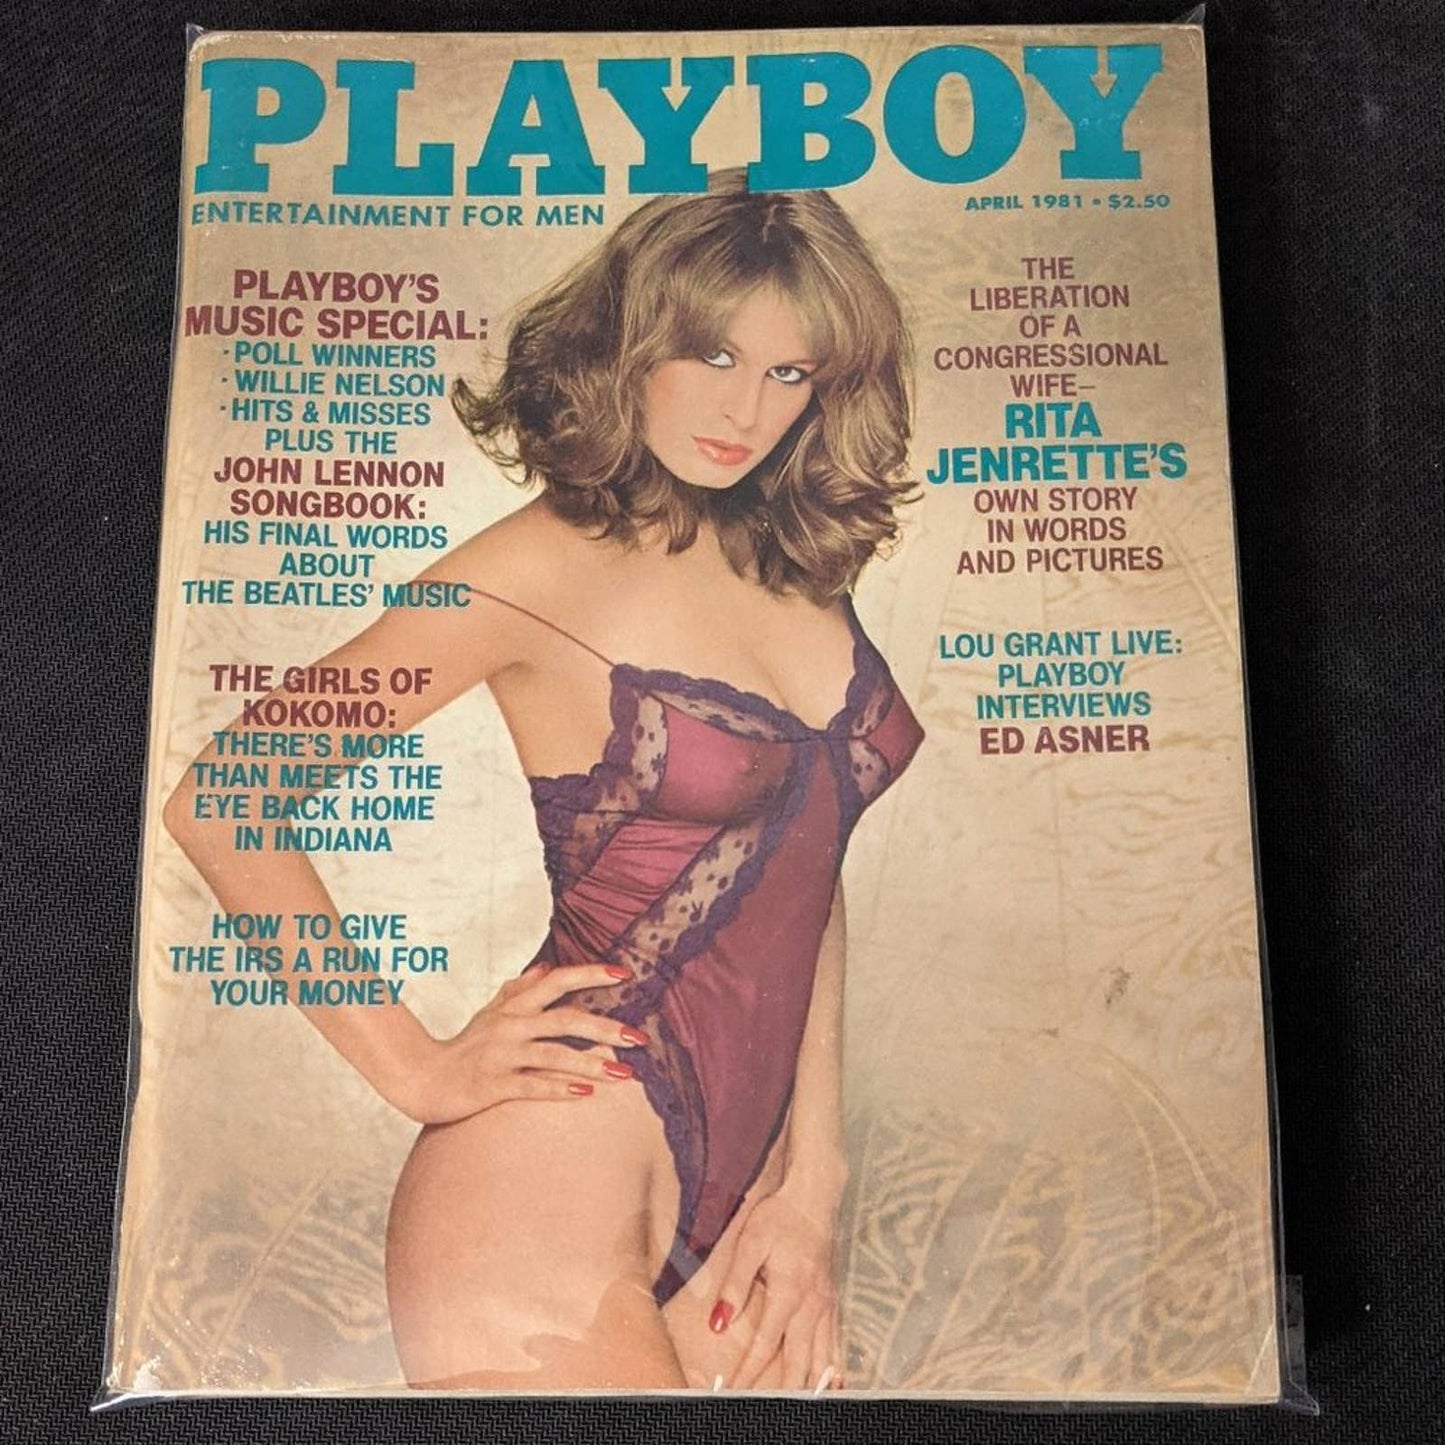 PLAYBOY
ENTERTAINMENT FOR MEN
APRIL 1981 • $2.50
PLAYBOY'S
MUSIC SPECIAL:
· POLL WINNERS
· WILLIE NELSON
· HITS & MISSES
PLUS THE
JOHN LENNON
SONGBOOK:
HIS FINAL WORDS
ABOUT
THE BEATLES' MUSIC
THE GIRLS OF
KOKOMO:
THERE'S MORE
THAN MEETS THE
EYE BACK HOME
IN INDIANA
HOW TO GIVE
THE IRS A RUN FOR
YOUR MONEY
THE
LIBERATION
OF A
CONGRESSIONAL
WIFE—
RITA
JENRETTE'S
OWN STORY
IN WORDS
AND PICTURES
LOU GRANT LIVE:
PLAYBOY
INTERVIEWS
ED ASNER